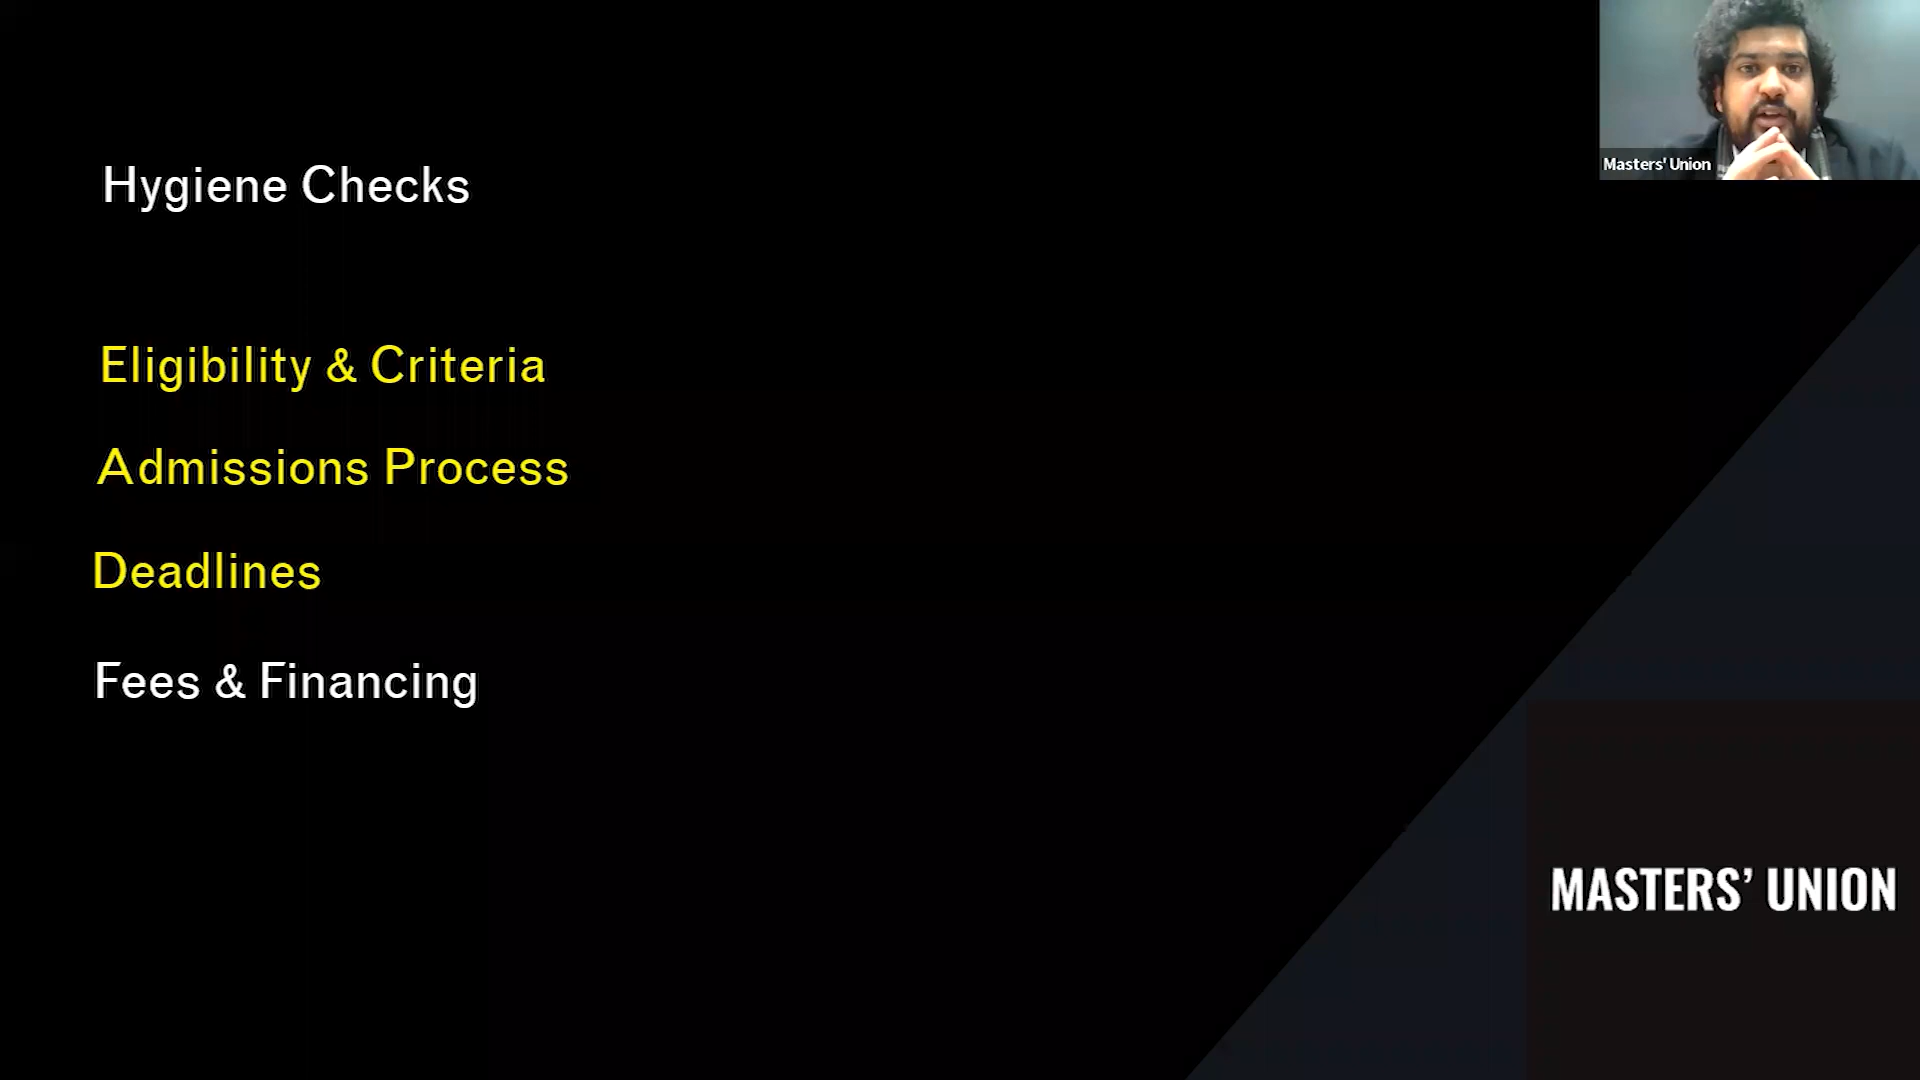 Masters' Union
Hygiene Checks
Eligibility & Criteria
Admissions Process
Deadlines
Fees & Financing
MASTERS’ UNION